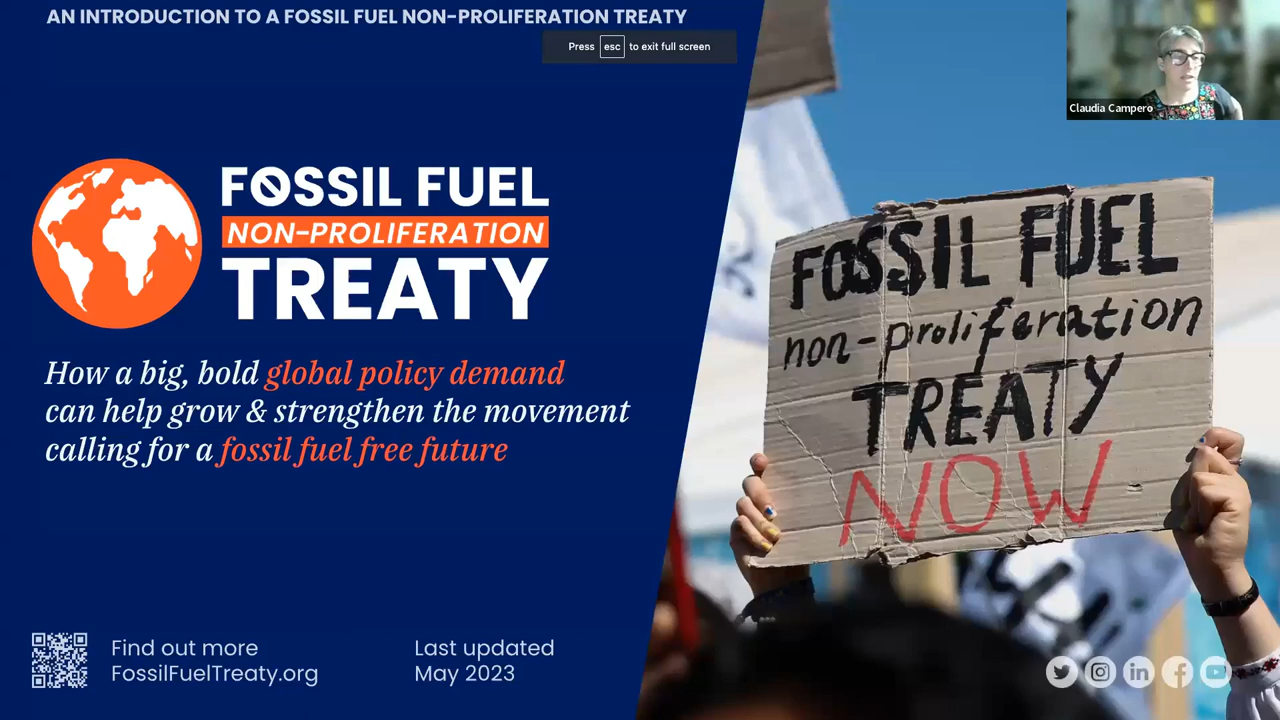 AN INTRODUCTION TO A FOSSIL FUEL NON-PROLIFERATION TREATY
Press esc to exit full screen
Claudia Campero
FOSSIL FUEL
NON-PROLIFERATION
TREATY
How a big, bold global policy demand
can help grow & strengthen the movement
calling for a fossil fuel free future
FOSSIL FUEL
non-proliferation
TREATY
NOW
Find out more
FossilFuelTreaty.org
Last updated
May 2023